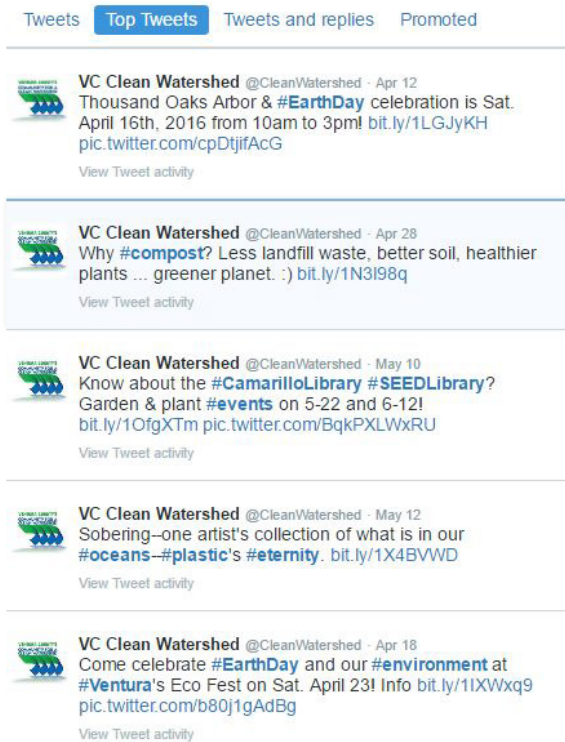 Tweets Top Tweets Tweets and replies Promoted
VC Clean Watershed @CleanWatershed · Apr 12
Thousand Oaks Arbor & #EarthDay celebration is Sat.
April 16th, 2016 from 10am to 3pm! bit.ly/1LGJyKH
pic.twitter.com/cpDtjifAcG
View Tweet activity
VC Clean Watershed @CleanWatershed · Apr 28
Why #compost? Less landfill waste, better soil, healthier
plants ... greener planet. :) bit.ly/1N3I98q
View Tweet activity
VC Clean Watershed @CleanWatershed · May 10
Know about the #CamarilloLibrary #SEEDLibrary?
Garden & plant #events on 5-22 and 6-12!
bit.ly/1OfgXTm pic.twitter.com/BqkPXLWxRU
View Tweet activity
VC Clean Watershed @CleanWatershed · May 12
Sobering--one artist's collection of what is in our
#oceans--#plastic's #eternity. bit.ly/1X4BVWD
View Tweet activity
VC Clean Watershed @CleanWatershed · Apr 18
Come celebrate #EarthDay and our #environment at
#Ventura's Eco Fest on Sat. April 23! Info bit.ly/1IXWxq9
pic.twitter.com/b80j1gAdBg
View Tweet activity